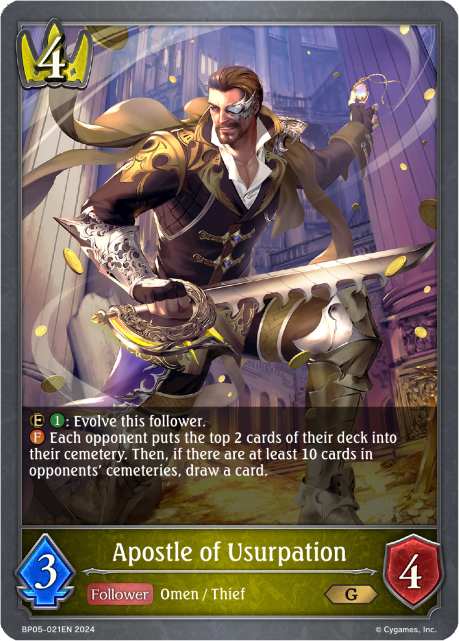 4
E 1 : Evolve this follower.
F Each opponent puts the top 2 cards of their deck into
their cemetery. Then, if there are at least 10 cards in
opponents' cemeteries, draw a card.
Apostle of Usurpation
3
Follower Omen / Thief G
4
BP05-021EN 2024 © Cygames, Inc.